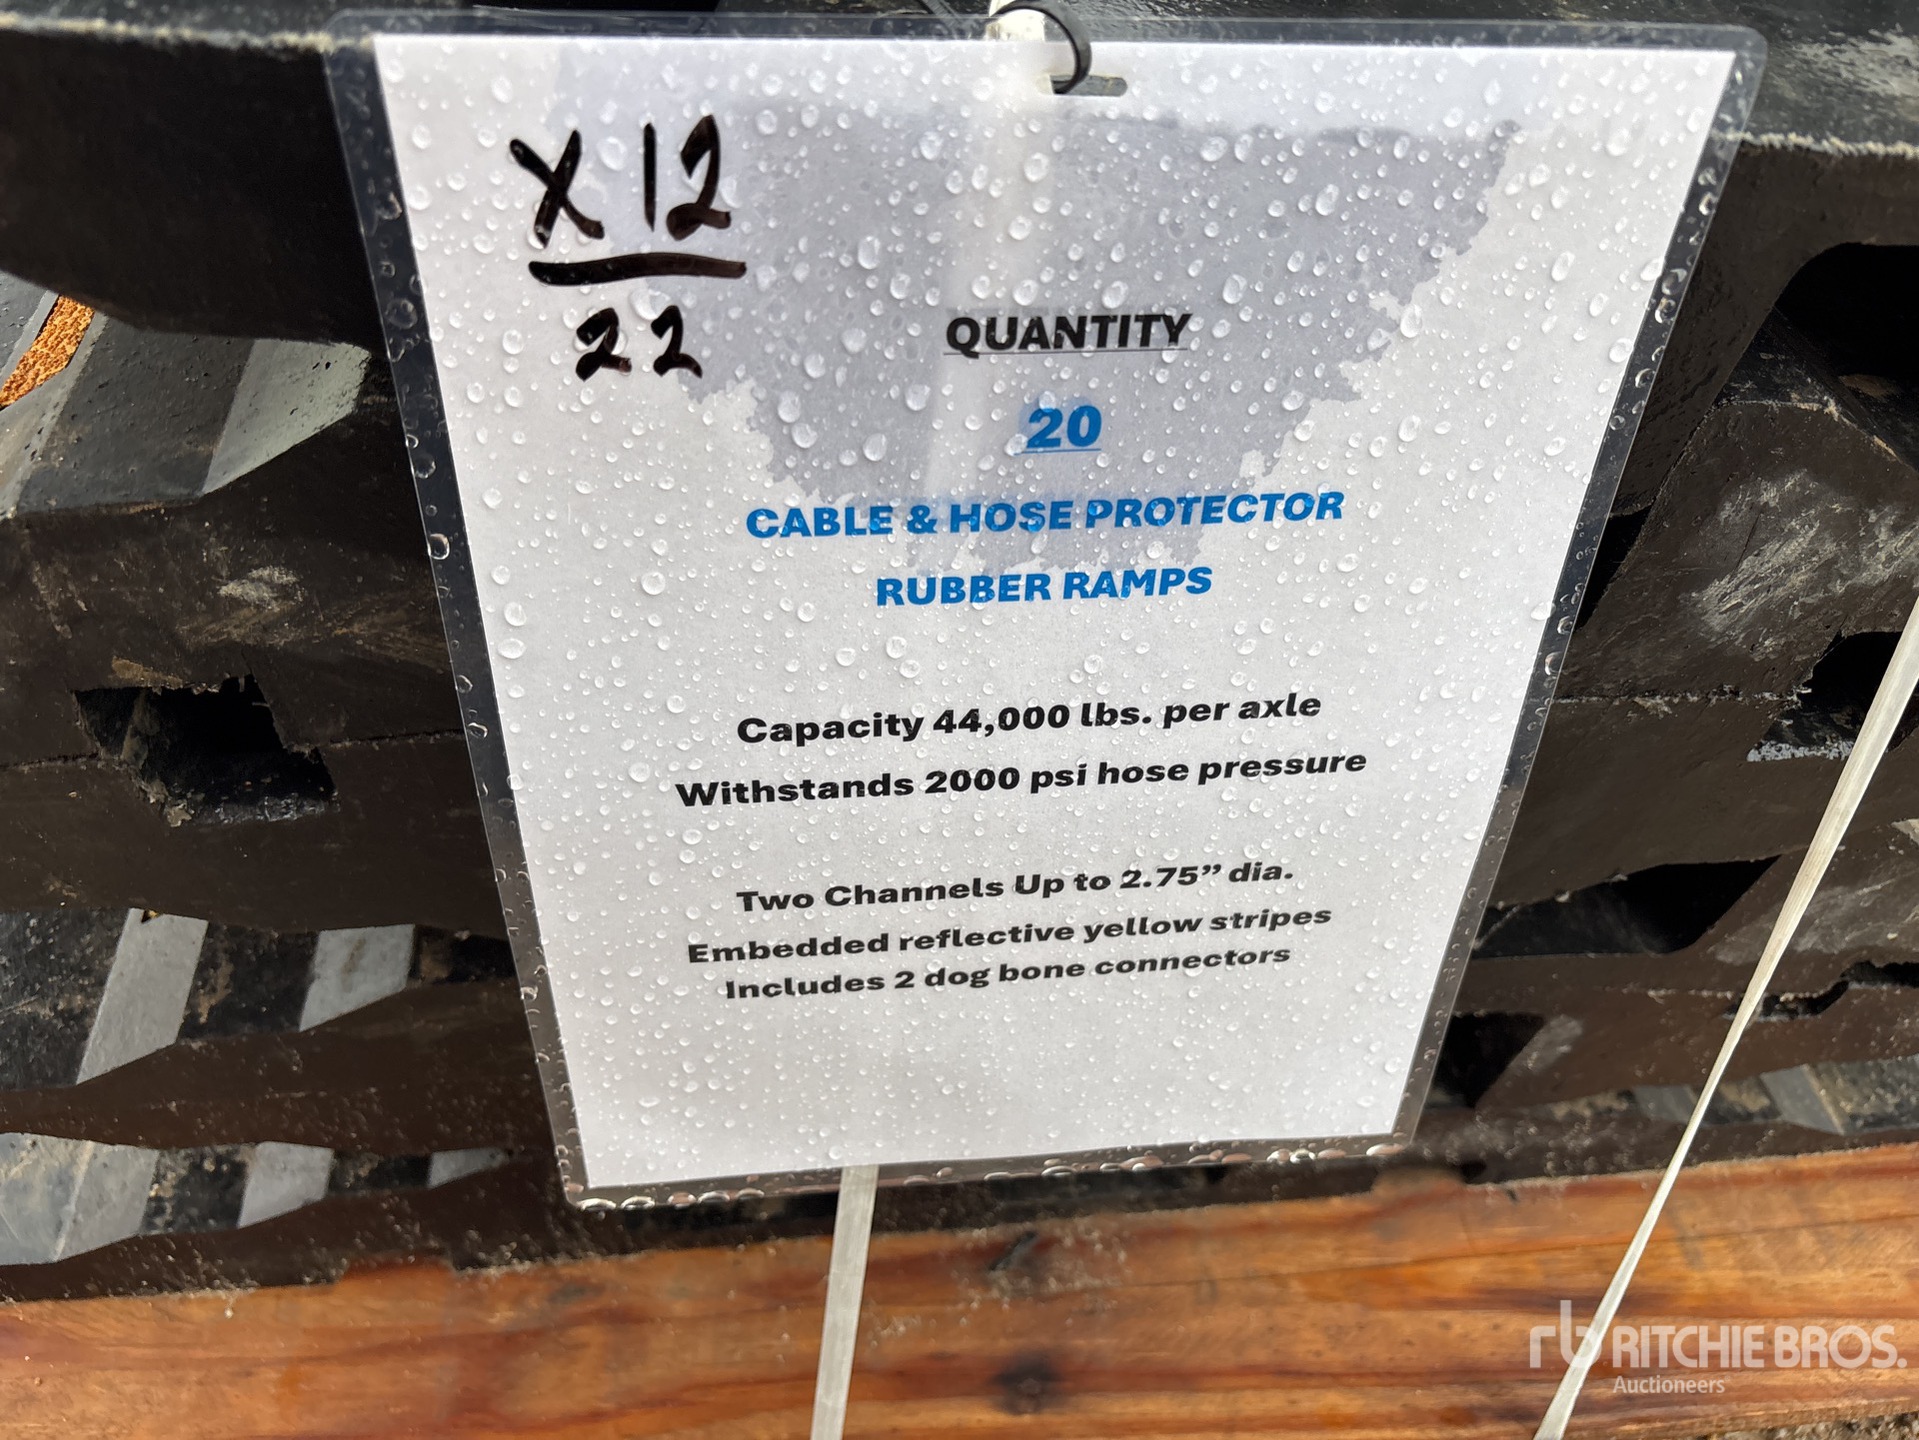 X 12
22
QUANTITY
20
CABLE & HOSE PROTECTOR
RUBBER RAMPS
Capacity 44,000 lbs. per axle
Withstands 2000 psi hose pressure
Two Channels Up to 2.75” dia.
Embedded reflective yellow stripes
Includes 2 dog bone connectors
rb RITCHIE BROS.
Auctioneers